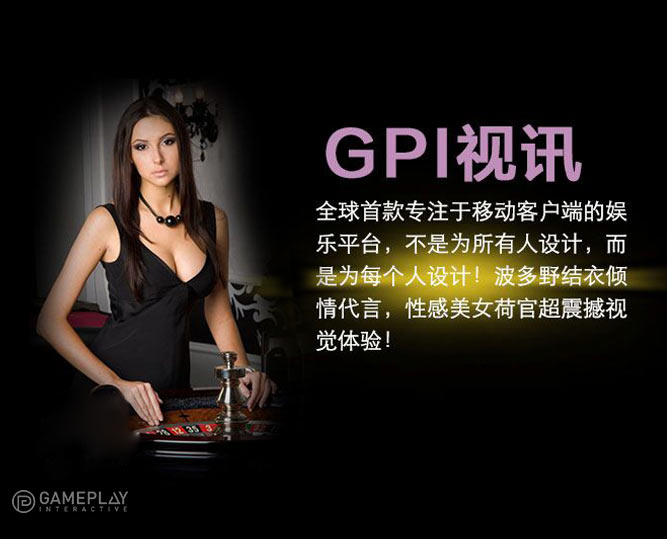 GPI视讯
全球首款专注于移动客户端的娱
乐平台，不是为所有人设计，而
是为每个人设计！波多野结衣倾
情代言，性感美女荷官超震撼视
觉体验！
12 35 3
GAMEPLAY
INTERACTIVE